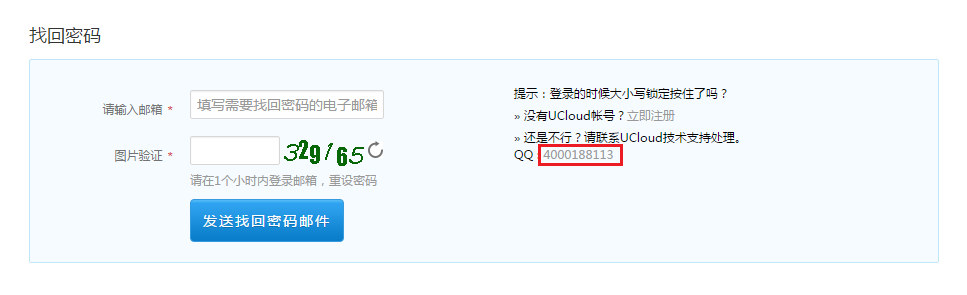 找回密码
请输入邮箱 *
填写需要找回密码的电子邮箱
图片验证 *
329165
请在1个小时内登录邮箱，重设密码
发送找回密码邮件
提示：登录的时候大小写锁定按住了吗？
» 没有UCloud帐号？立即注册
» 还是不行？请联系UCloud技术支持处理。
QQ：4000188113